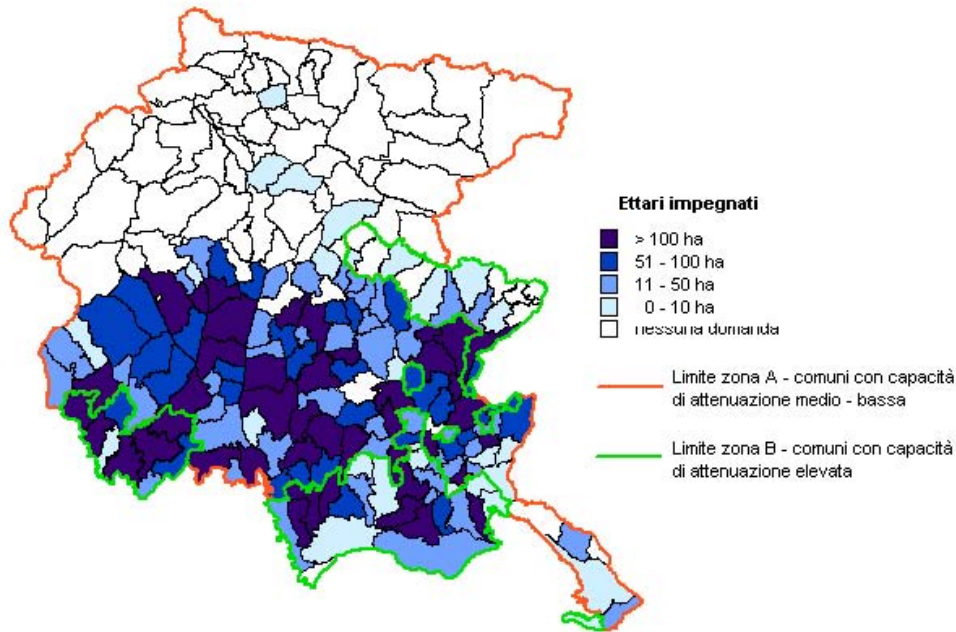 Ettari impegnati
> 100 ha
51 - 100 ha
11 - 50 ha
0 - 10 ha
nessuna domanda
Limite zona A - comuni con capacità
di attenuazione medio - bassa
Limite zona B - comuni con capacità
di attenuazione elevata